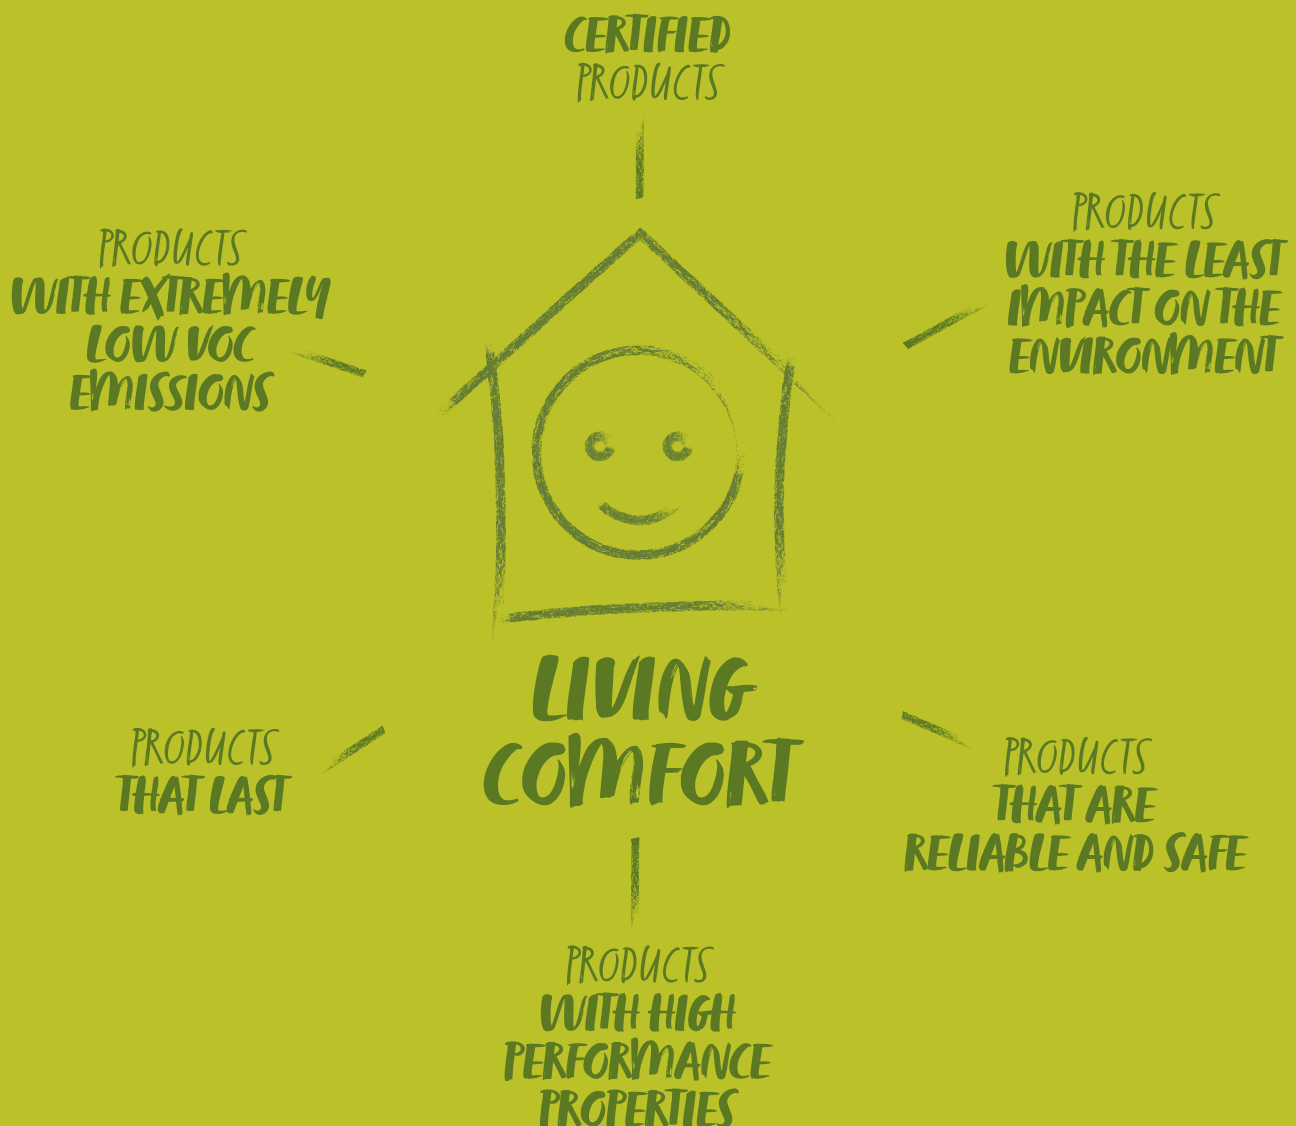 CERTIFIED
PRODUCTS
PRODUCTS
WITH THE LEAST
IMPACT ON THE
ENVIRONMENT
PRODUCTS
WITH EXTREMELY
LOW VOC
EMISSIONS
LIVING
COMFORT
PRODUCTS
THAT LAST
PRODUCTS
THAT ARE
RELIABLE AND SAFE
PRODUCTS
WITH HIGH
PERFORMANCE
PROPERTIES